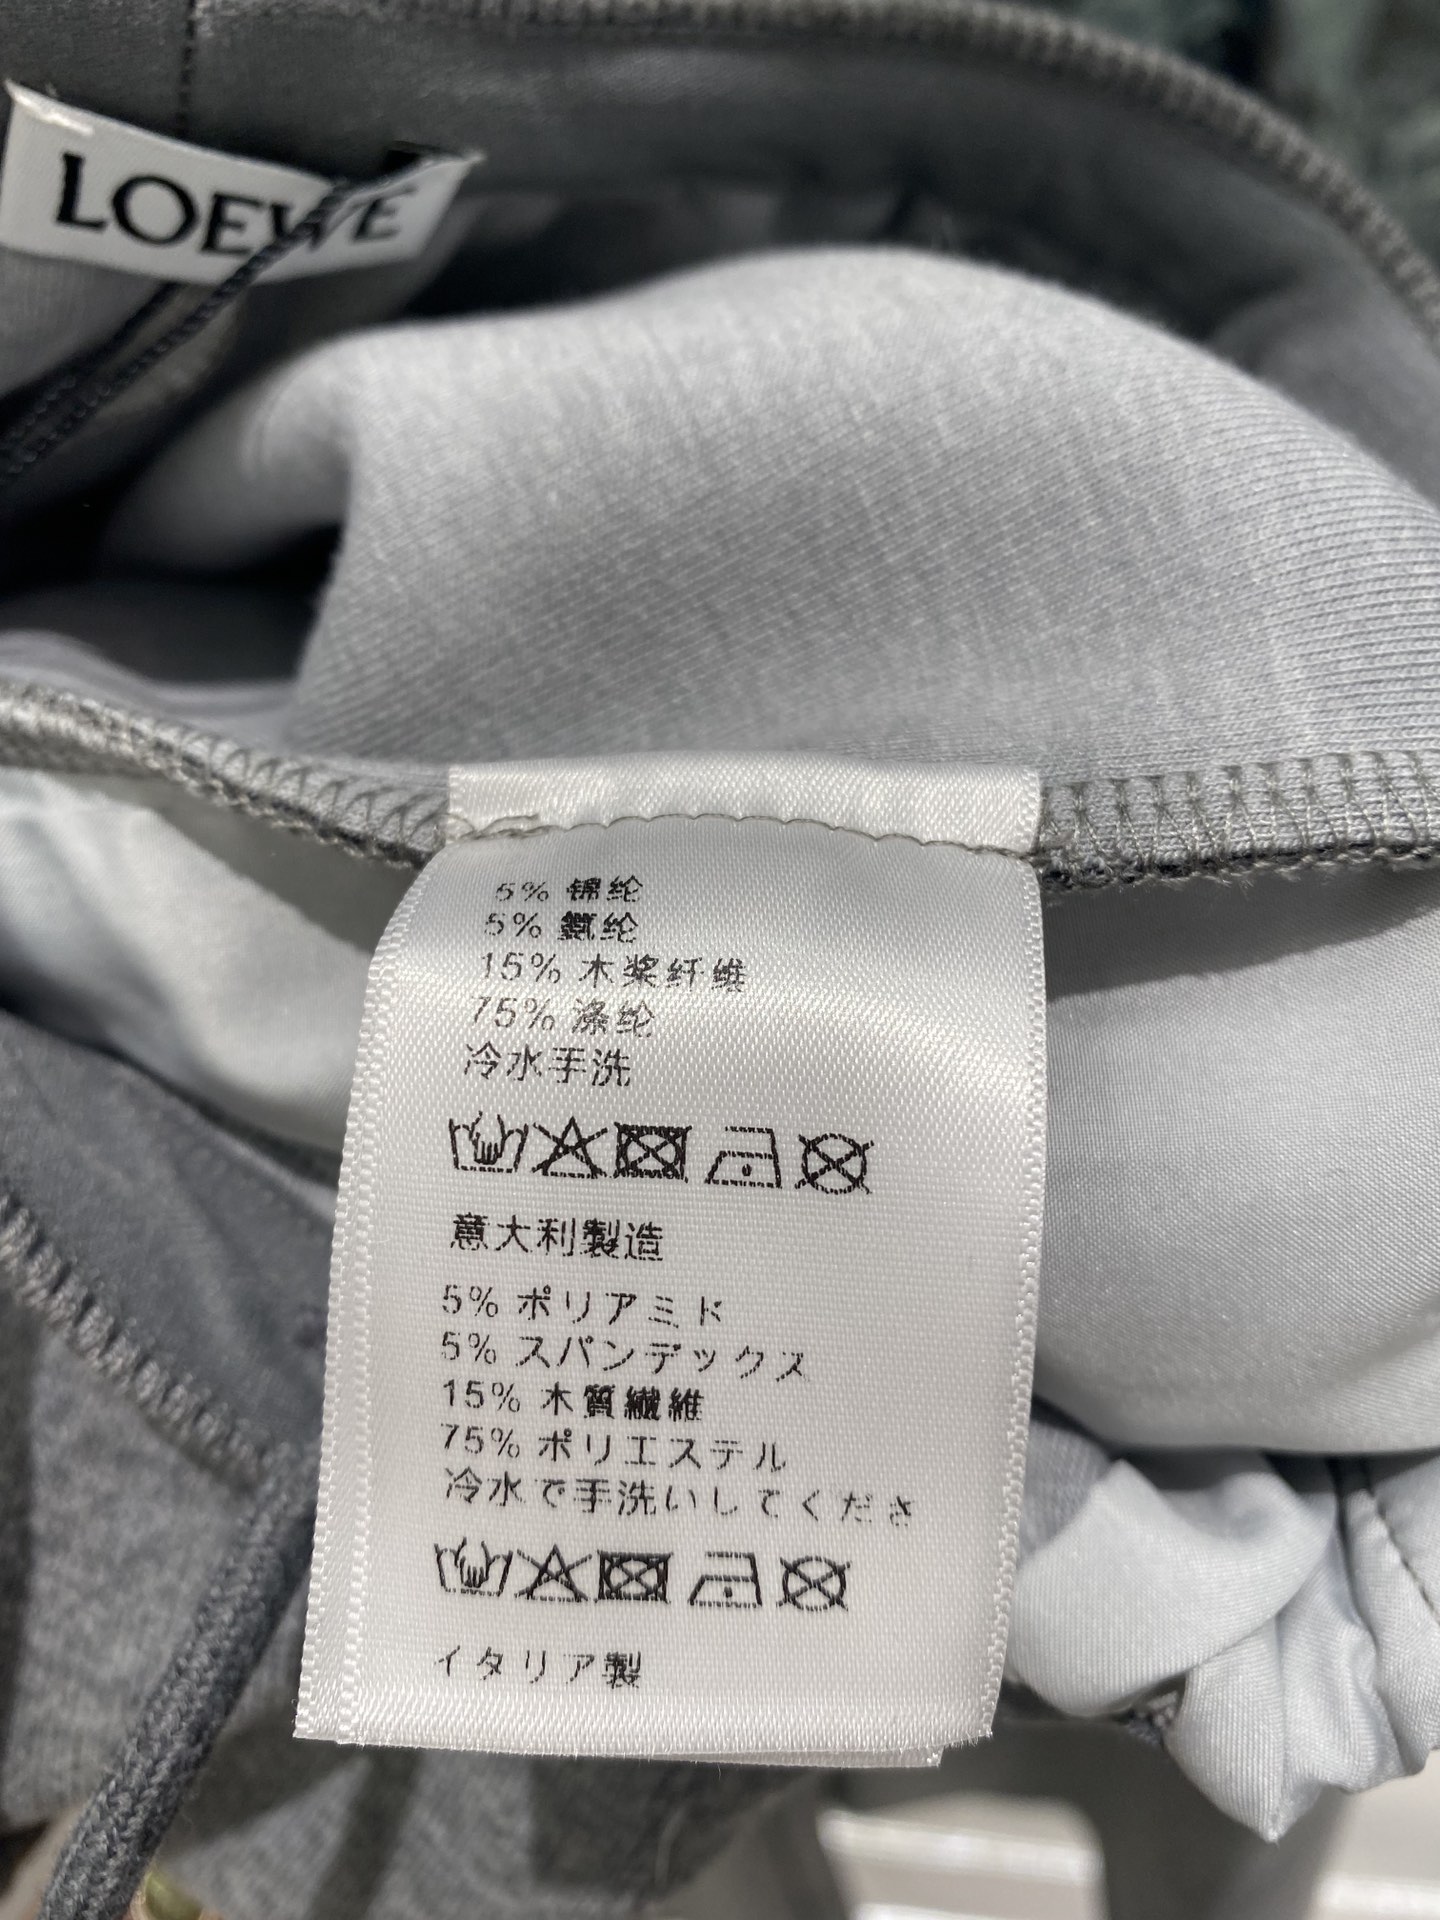 LOEWE
5% 锦纶
5% 氨纶
15% 木浆纤维
75% 涤纶
冷水手洗
意大利製造
5% ポリアミド
5% スパンデックス
15% 木質繊維
75% ポリエステル
冷水で手洗いしてくださ
イタリア製